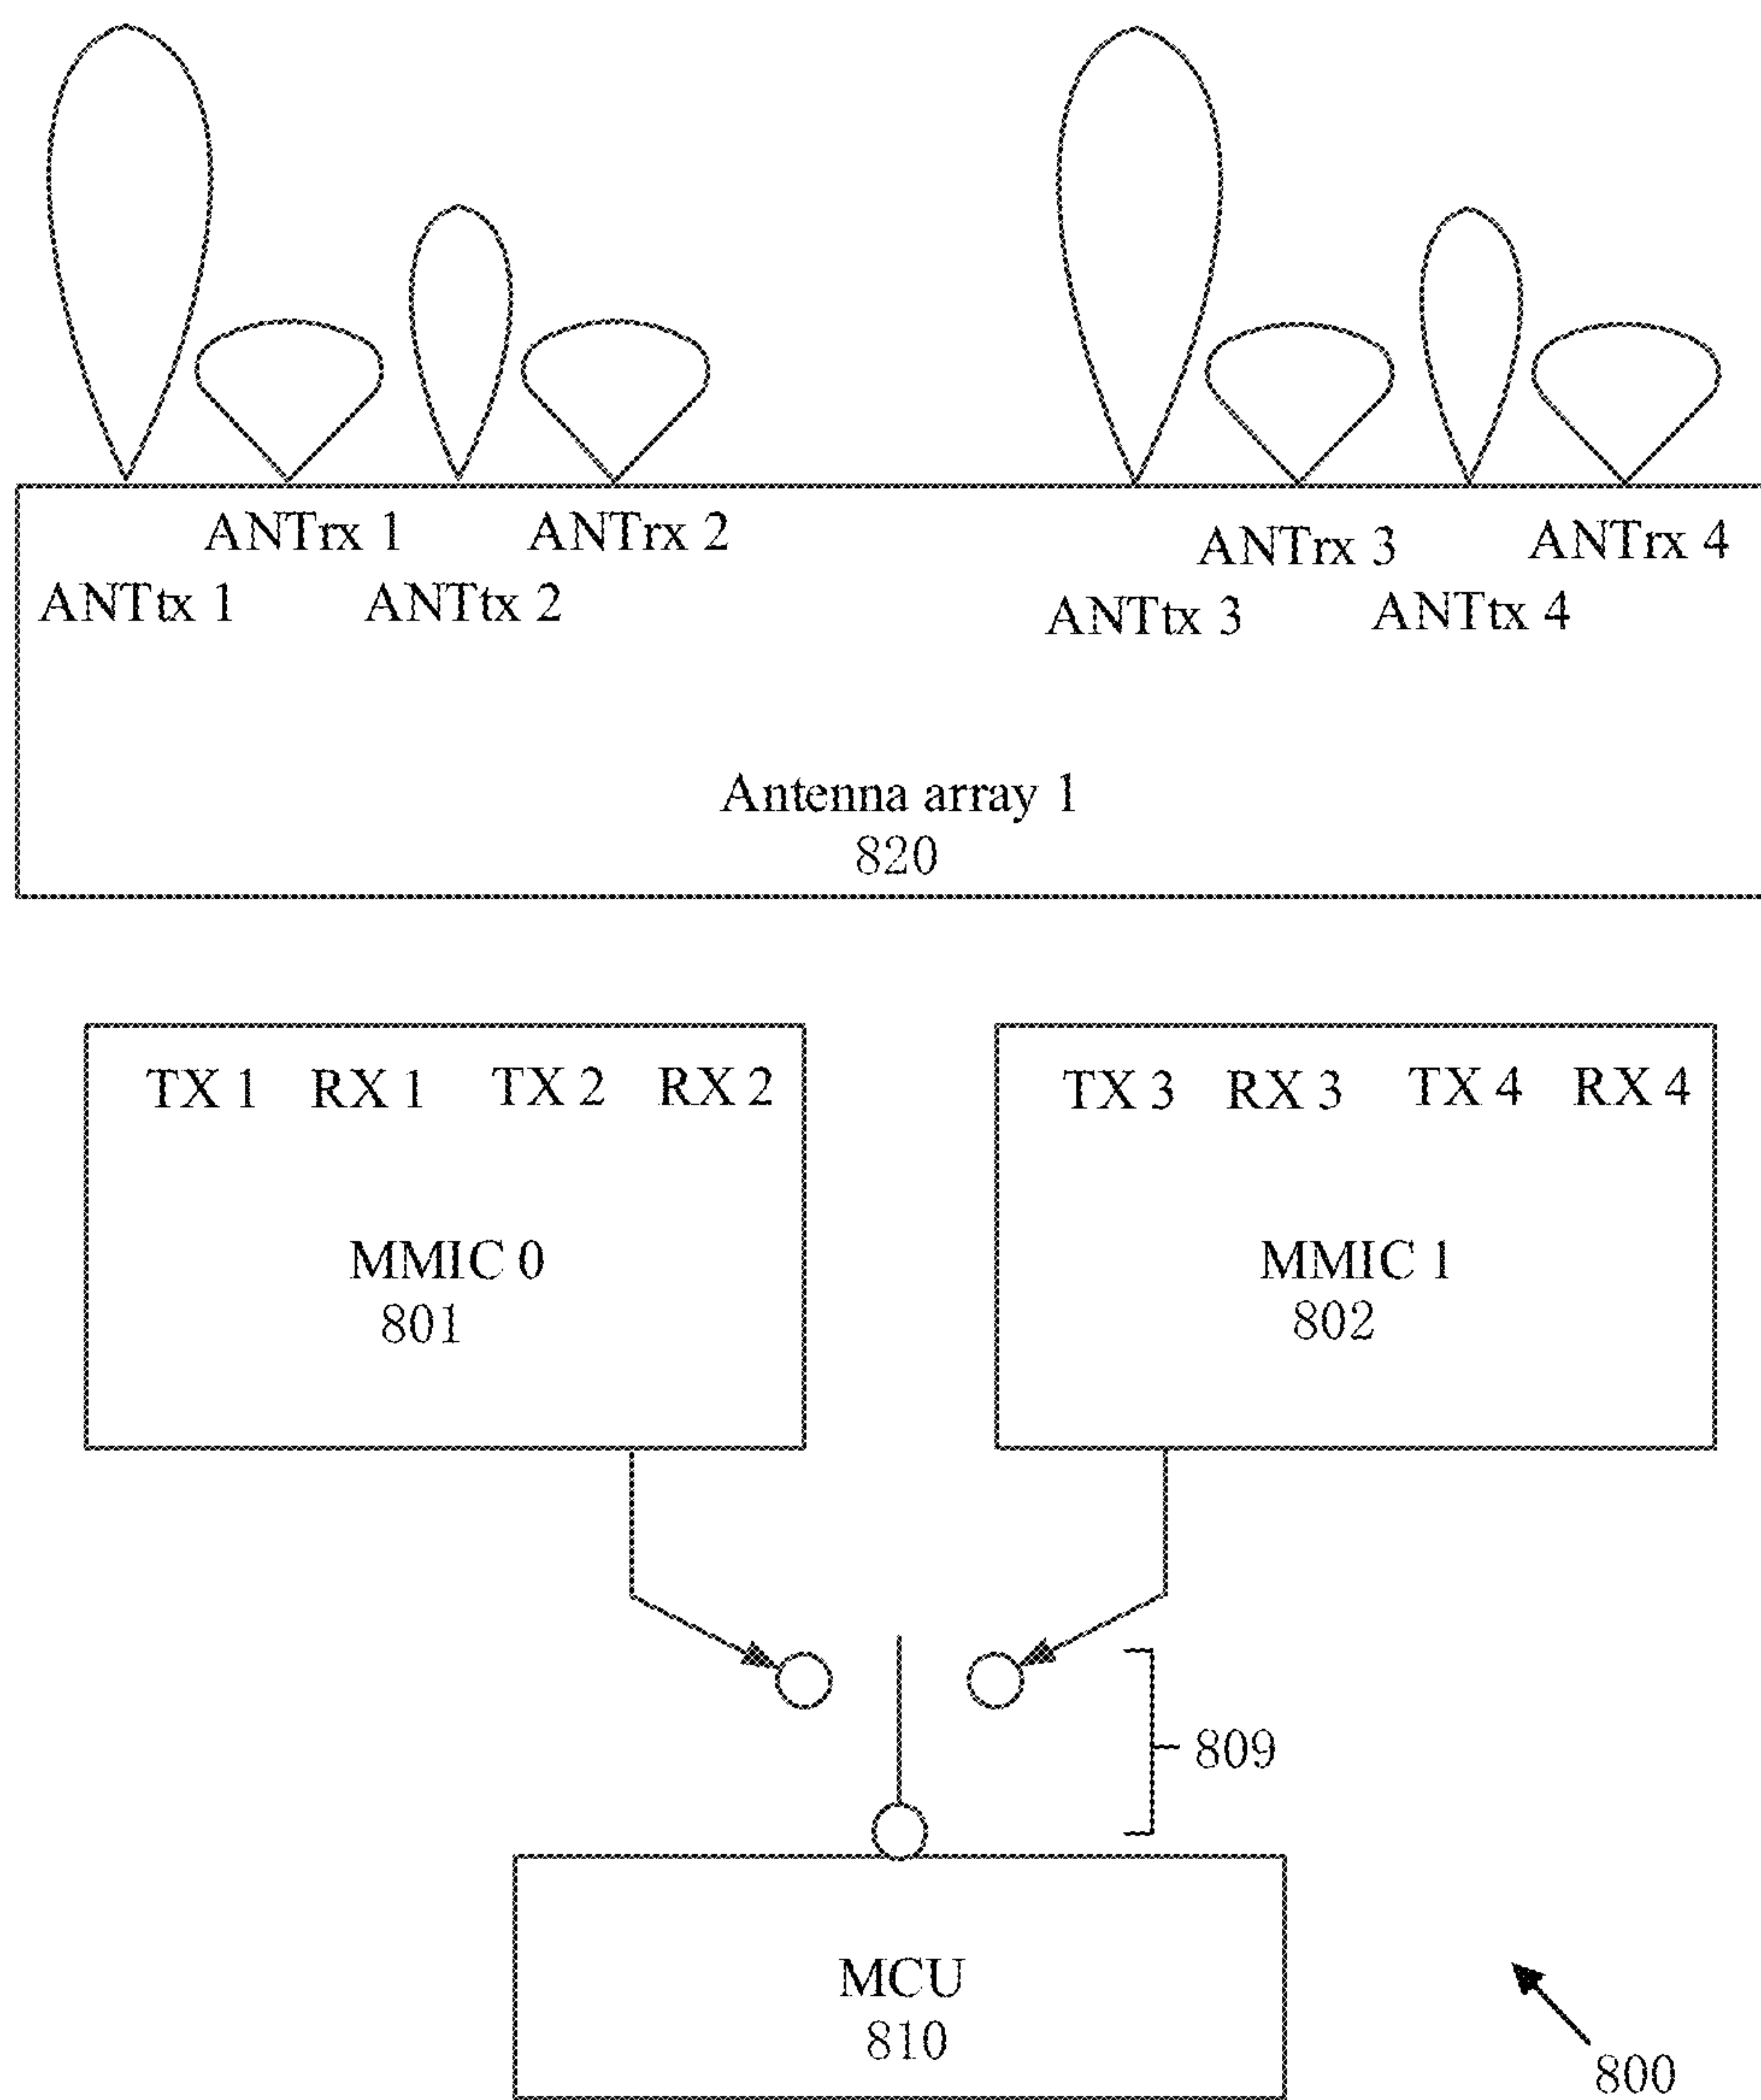 ANTrx 1 ANTrx 2 ANTrx 3 ANTrx 4
ANTtx 1 ANTtx 2 ANTtx 3 ANTtx 4
Antenna array 1
820
TX 1 RX 1 TX 2 RX 2 TX 3 RX 3 TX 4 RX 4
MMIC 0 MMIC 1
801 802
809
MCU
810
800